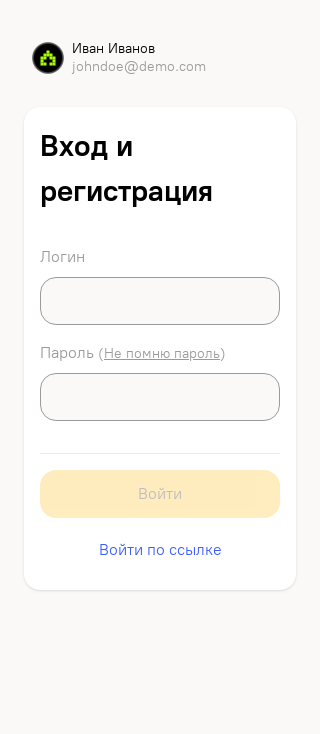 Иван Иванов
johndoe@demo.com
Вход и
регистрация
Логин
Пароль (Не помню пароль)
Войти
Войти по ссылке